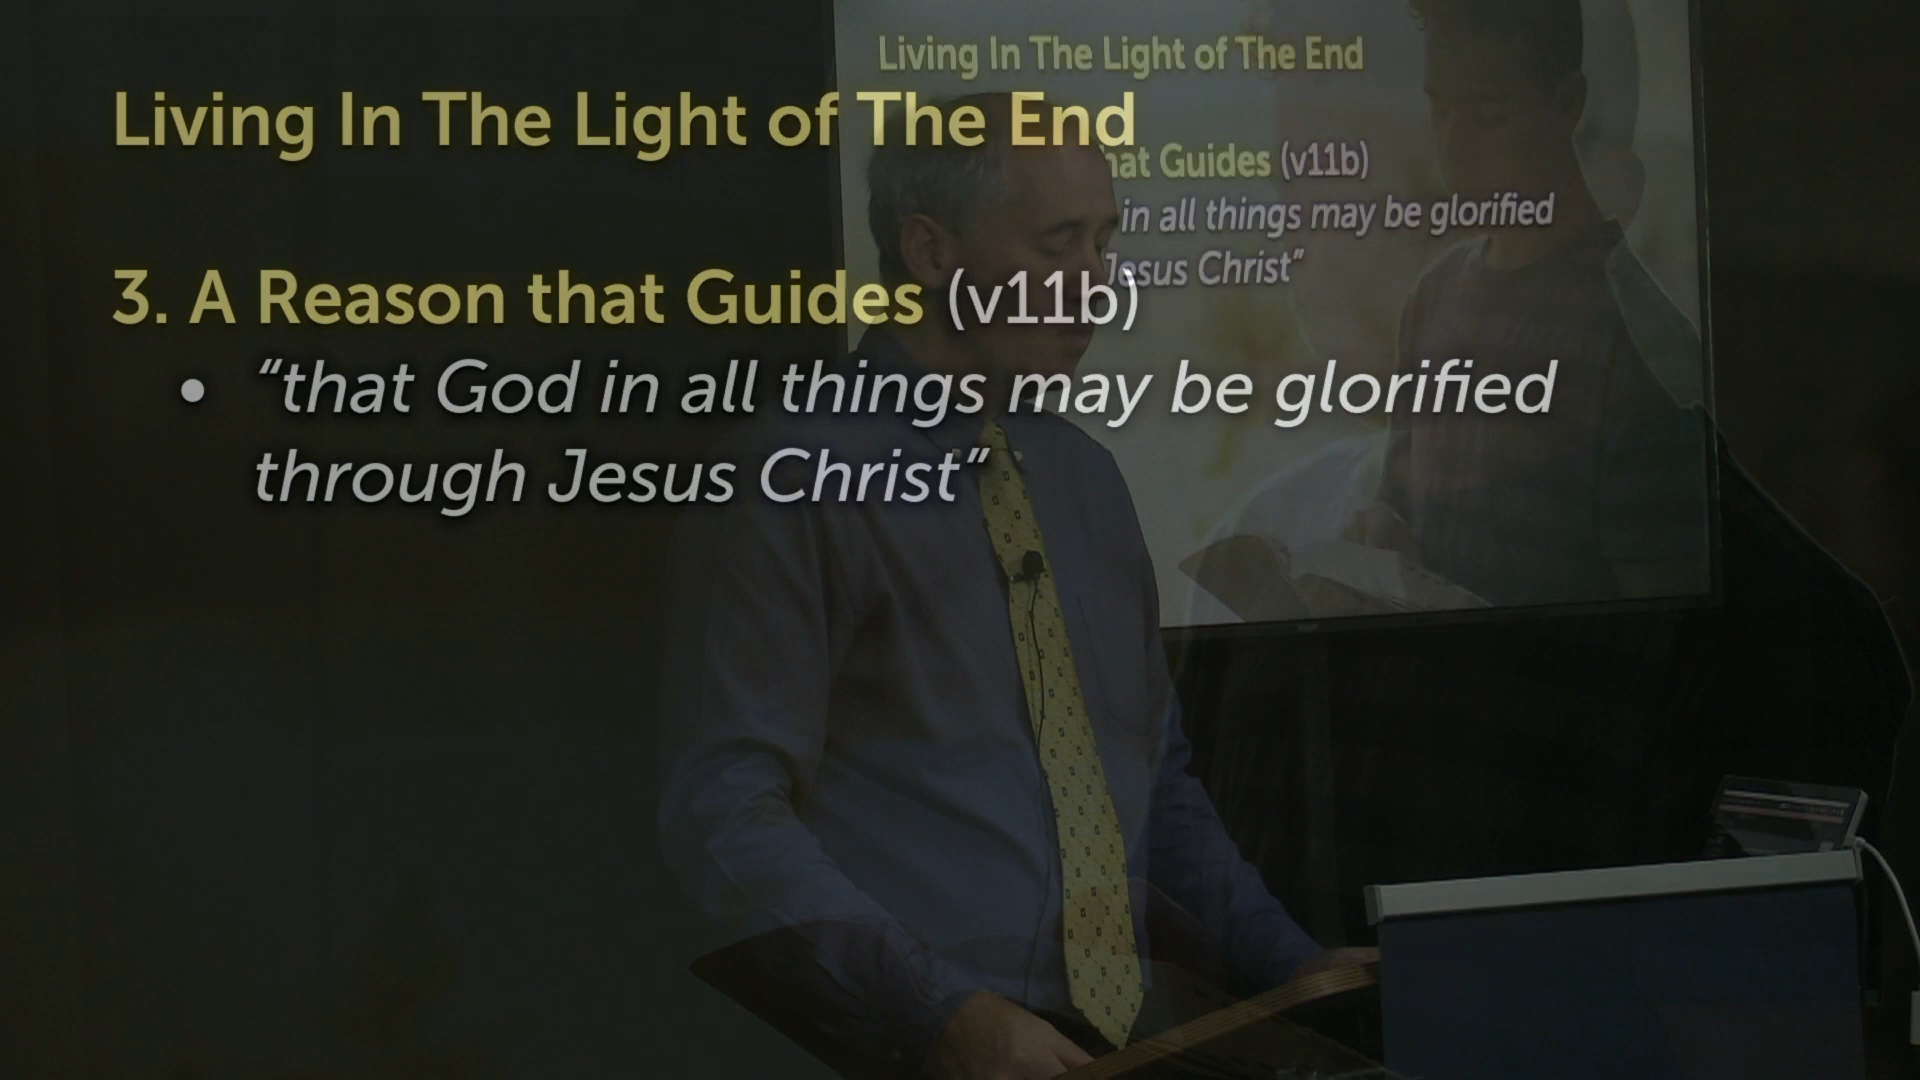 Living In The Light of The End
3. A Reason that Guides (v11b)
• “that God in all things may be glorified
through Jesus Christ”
Living In The Light of The End
that Guides (v11b)
in all things may be glorified
Jesus Christ”